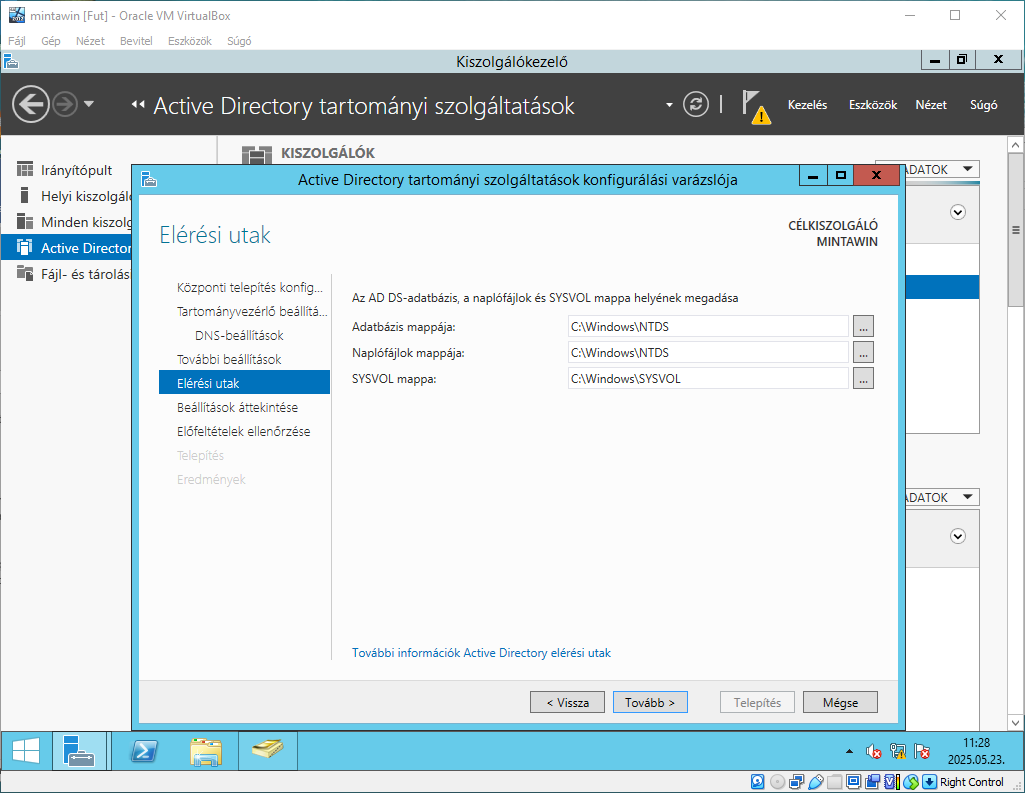 mintawin [Fut] - Oracle VM VirtualBox
Fájl Gép Nézet Bevitel Eszközök Súgó
Kiszolgálókezelő
Active Directory tartományi szolgáltatások
Kezelés Eszközök Nézet Súgó
Irányítópult
Helyi kiszolgáló
Minden kiszolg
Active Director
Fájl- és tárolás
KISZOLGÁLÓK
ADATOK
Active Directory tartományi szolgáltatások konfigurálási varázslója
Elérési utak
CÉLKISZOLGÁLÓ
MINTAWIN
Központi telepítés konfig...
Tartományvezérlő beállítá...
DNS-beállítások
További beállítások
Elérési utak
Beállítások áttekintése
Előfeltételek ellenőrzése
Telepítés
Eredmények
Az AD DS-adatbázis, a naplófájlok és SYSVOL mappa helyének megadása
Adatbázis mappája: C:\Windows\NTDS ...
Naplófájlok mappája: C:\Windows\NTDS ...
SYSVOL mappa: C:\Windows\SYSVOL ...
További információk Active Directory elérési utak
< Vissza Tovább > Telepítés Mégse
ADATOK
11:28
2025.05.23.
Right Control